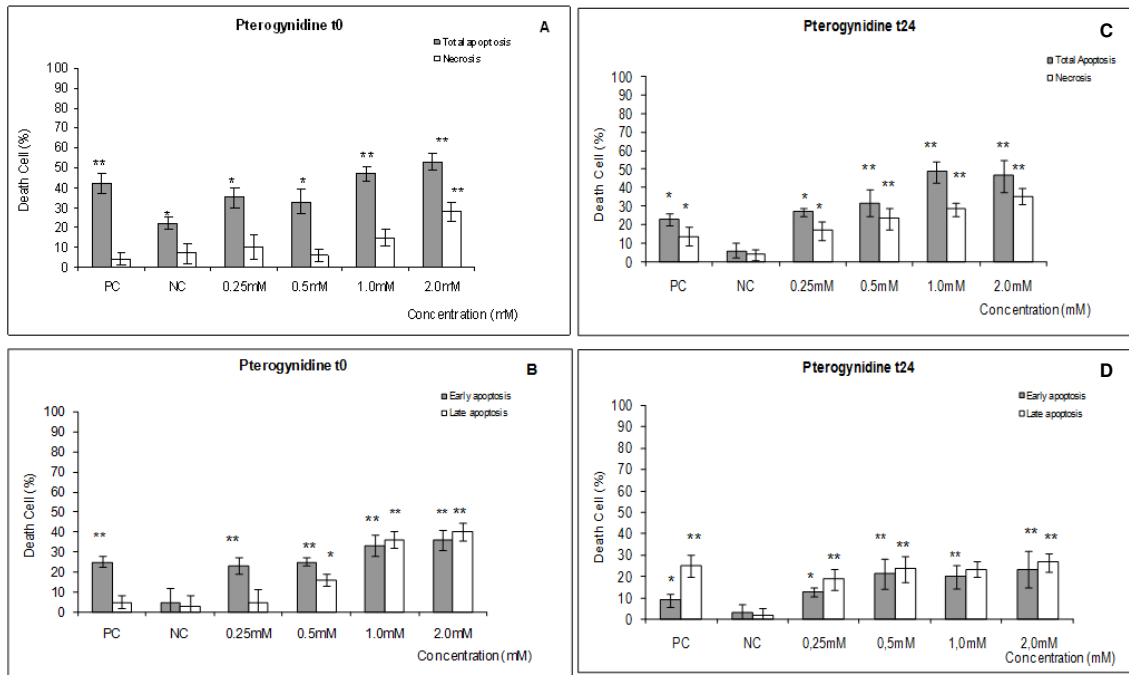 Pterogynidine t0
A
Total apoptosis
Necrosis
Death Cell (%)
100
90
80
70
60
50
40
30
20
10
0
** * * * ** ** **
PC NC 0.25mM 0.5mM 1.0mM 2.0mM
Concentration (mM)
Pterogynidine t24
C
Total Apoptosis
Necrosis
Death Cell (%)
100
90
80
70
60
50
40
30
20
10
0
* * * * ** ** ** ** ** **
PC NC 0.25mM 0.5mM 1.0mM 2.0mM
Concentration (mM)
Pterogynidine t0
B
Early apoptosis
Late apoptosis
Death Cell (%)
100
90
80
70
60
50
40
30
20
10
0
** ** ** * ** ** ** **
PC NC 0.25mM 0.5mM 1.0mM 2.0mM
Concentration (mM)
Pterogynidine t24
D
Early apoptosis
Late apoptosis
Death Cell (%)
100
90
80
70
60
50
40
30
20
10
0
* ** * ** ** ** ** ** **
PC NC 0,25mM 0,5mM 1,0mM 2,0mM
Concentration (mM)